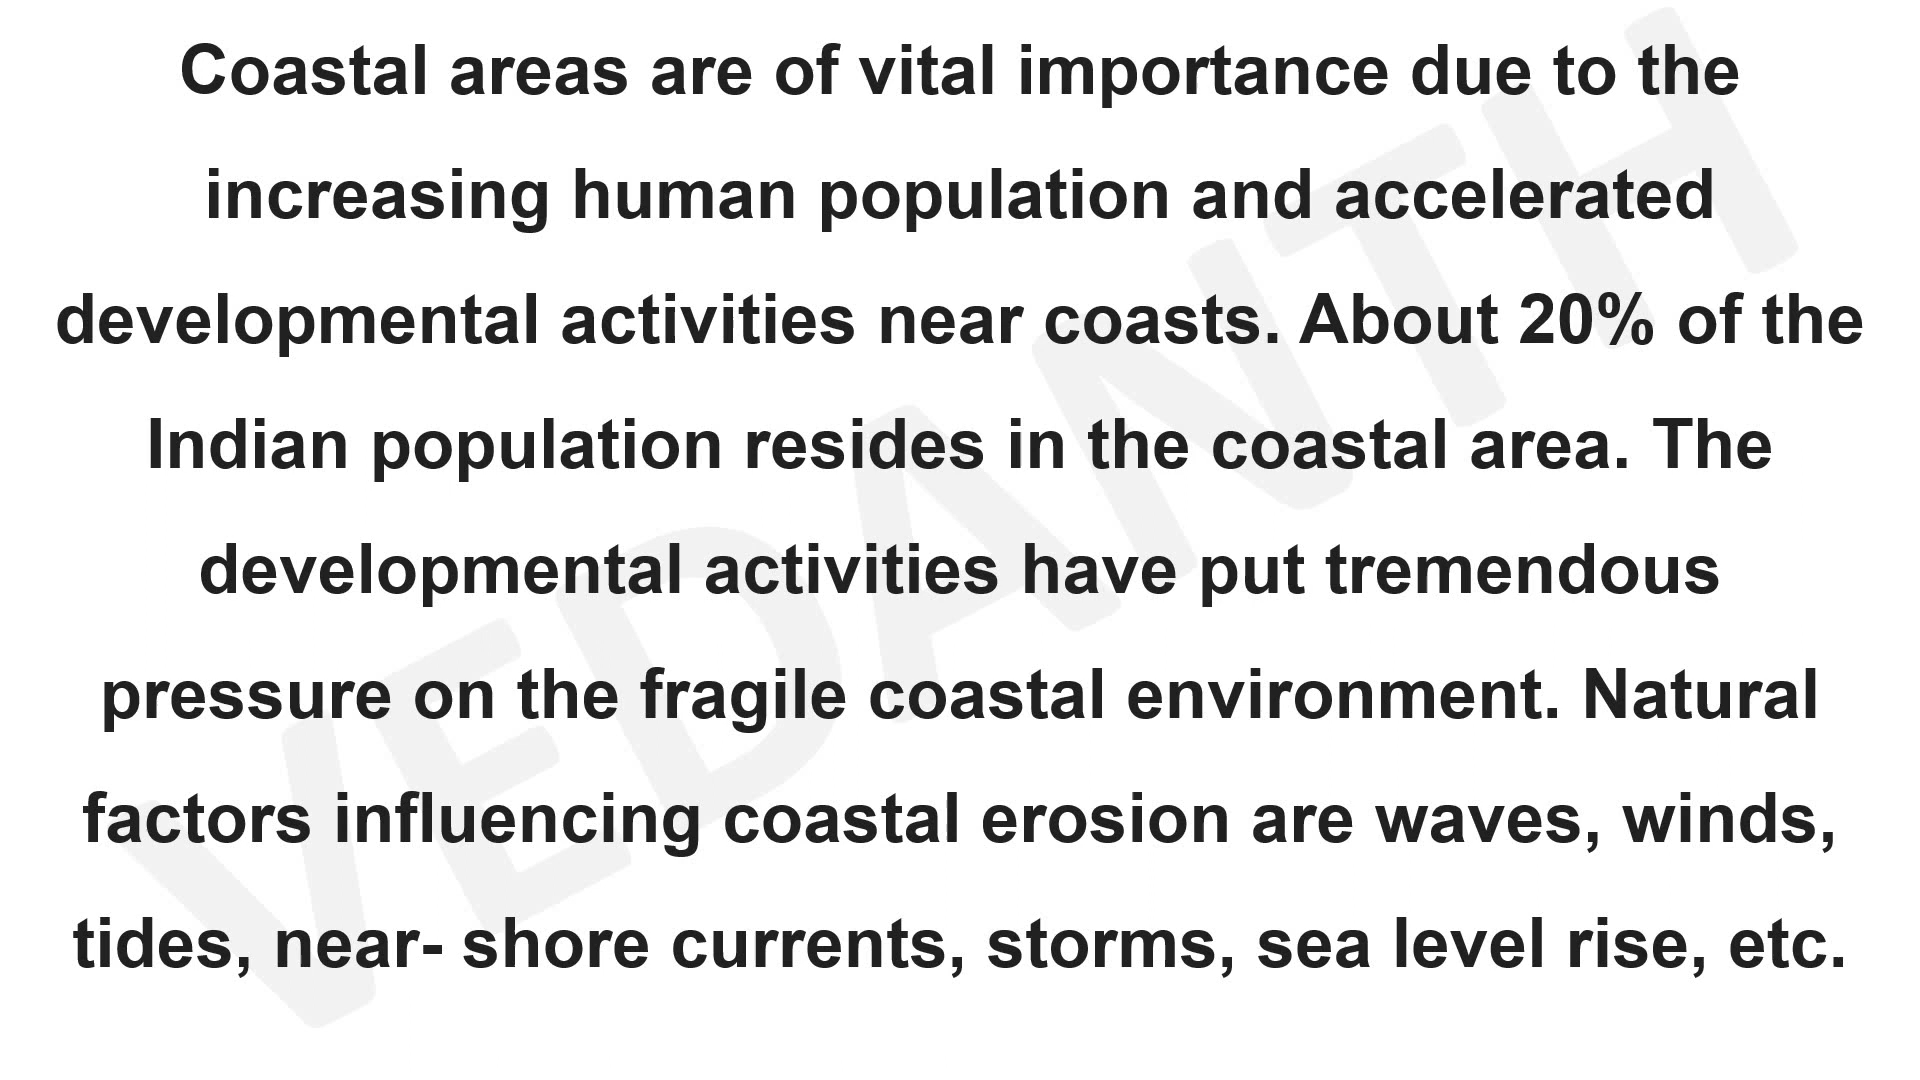 Coastal areas are of vital importance due to the
increasing human population and accelerated
developmental activities near coasts. About 20% of the
Indian population resides in the coastal area. The
developmental activities have put tremendous
pressure on the fragile coastal environment. Natural
factors influencing coastal erosion are waves, winds,
tides, near- shore currents, storms, sea level rise, etc.
VEDANTH